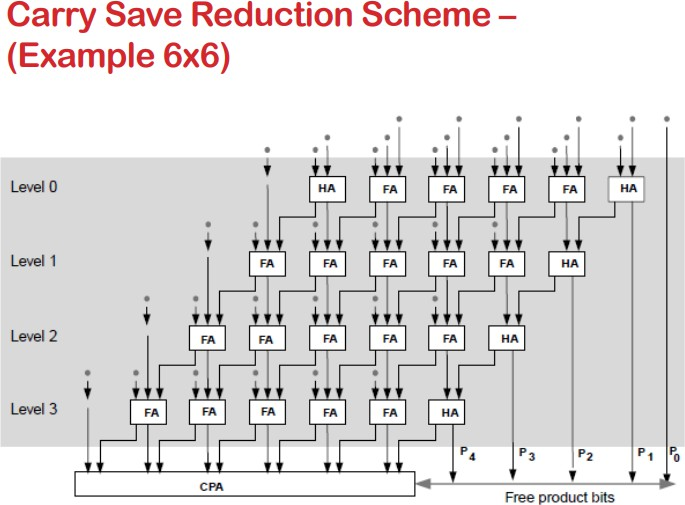 Carry Save Reduction Scheme –
(Example 6x6)
Level 0
HA FA FA FA FA HA
Level 1
FA FA FA FA FA HA
Level 2
FA FA FA FA FA HA
Level 3
FA FA FA FA FA HA
P4 P3 P2 P1 P0
CPA
Free product bits